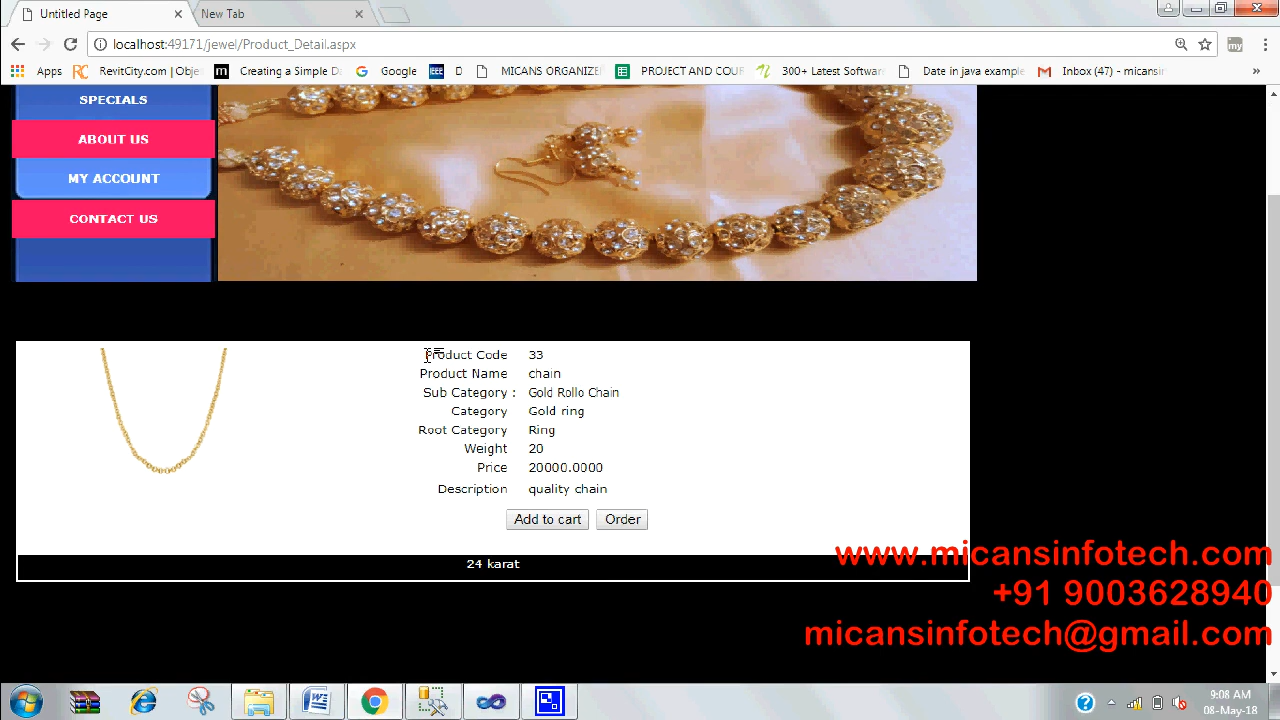 Untitled Page
New Tab
localhost:49171/jewel/Product_Detail.aspx
Apps
RevitCity.com | Obje
Creating a Simple D
Google
IEEE D
MICANS ORGANIZE
PROJECT AND COUR
300+ Latest Softwar
Date in java example
Inbox (47) - micansir
SPECIALS
ABOUT US
MY ACCOUNT
CONTACT US
Product Code 33
Product Name chain
Sub Category : Gold Rollo Chain
Category Gold ring
Root Category Ring
Weight 20
Price 20000.0000
Description quality chain
Add to cart Order
24 karat
www.micansinfotech.com
+91 9003628940
micansinfotech@gmail.com
9:08 AM
08-May-18